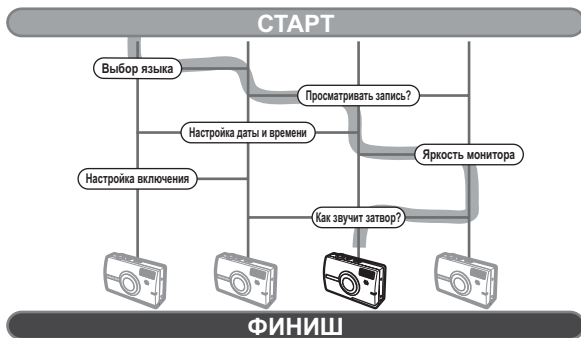 СТАРТ
Выбор языка
Просматривать запись?
Настройка даты и времени
Яркость монитора
Настройка включения
Как звучит затвор?
ФИНИШ